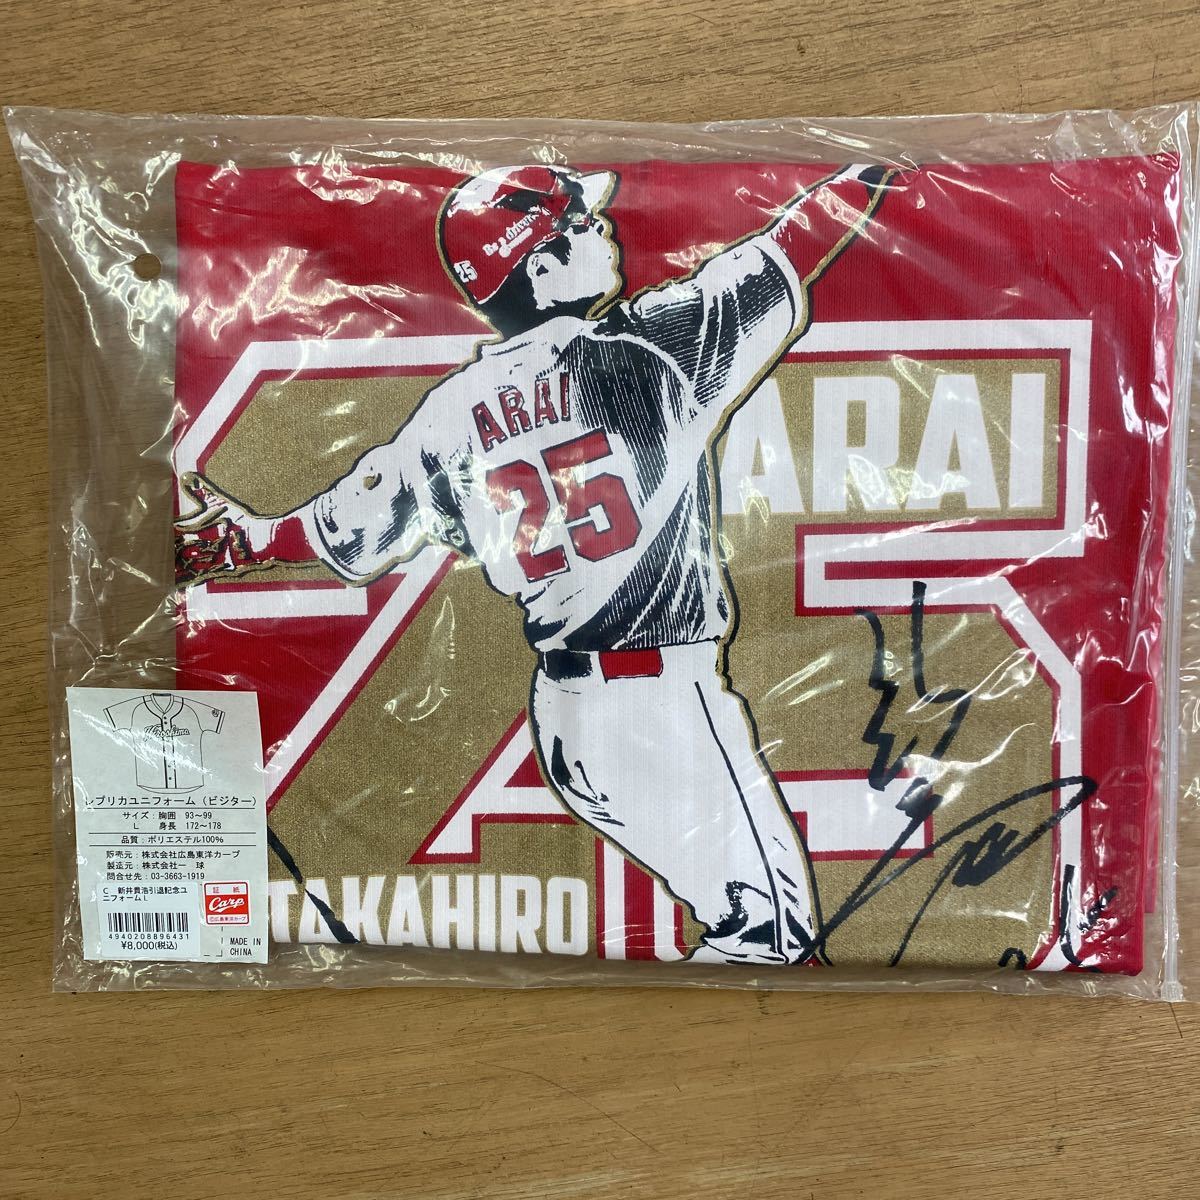 Be a driver.
25
ARAI
25
ARAI
TAKAHIRO
Hiroshima
レプリカユニフォーム（ビジター）
サイズ：胸囲 93〜99
L 身長 172〜178
品質：ポリエステル100%
販売元：株式会社広島東洋カープ
製造元：株式会社一 球
問合せ先：03-3663-1919
C 新井貴浩引退記念ユ
ニフォームL
4940208896431
¥8,000(税込)
証紙
Carp
©広島東洋カープ
MADE IN
CHINA